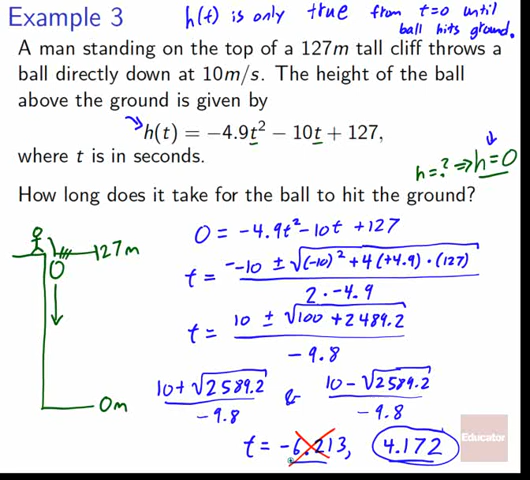 Example 3
h(t) is only true from t=0 until
ball hits ground.
A man standing on the top of a 127m tall cliff throws a
ball directly down at 10m/s. The height of the ball
above the ground is given by
h(t) = −4.9t² − 10t + 127,
where t is in seconds.
h=? ⇒ h=0
How long does it take for the ball to hit the ground?
127m
0m
0 = -4.9t²-10t +127
t = (--10 ± √((-10)² + 4(+4.9)·(127))) / (2·-4.9)
t = (10 ± √(100 + 2489.2)) / (-9.8)
(10+√2589.2) / (-9.8) & (10-√2589.2) / (-9.8)
t = -6.213, 4.172
Educator